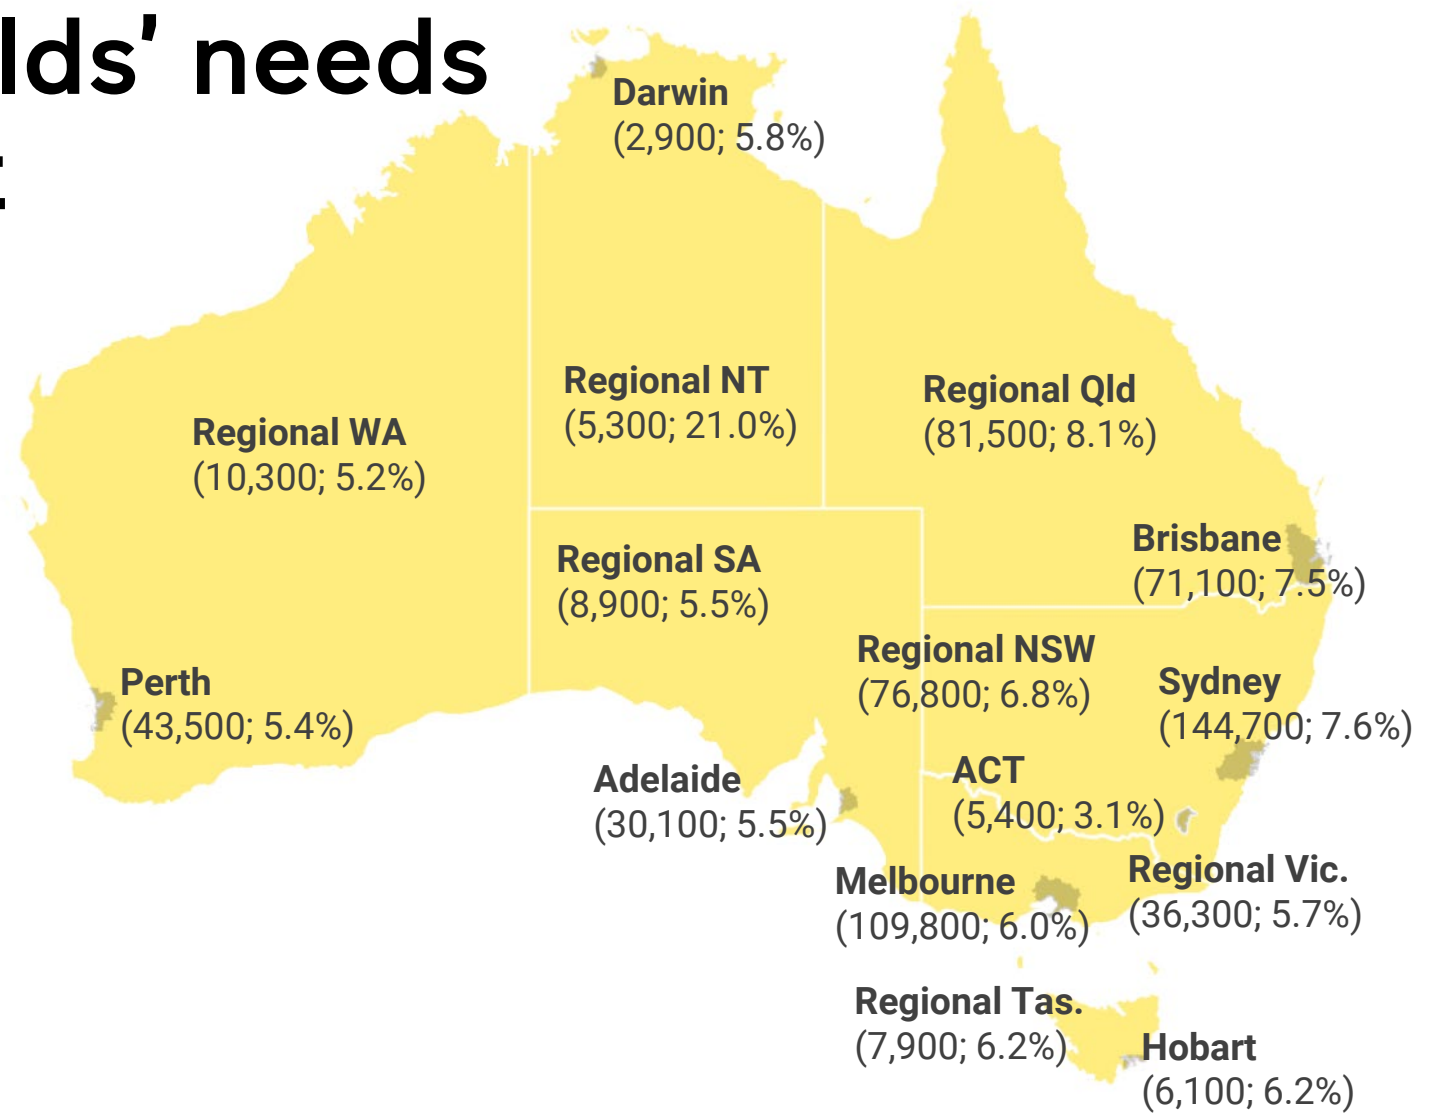 lds’ needs
Darwin
(2,900; 5.8%)
Regional NT
(5,300; 21.0%)
Regional Qld
(81,500; 8.1%)
Regional WA
(10,300; 5.2%)
Brisbane
(71,100; 7.5%)
Regional SA
(8,900; 5.5%)
Regional NSW
(76,800; 6.8%)
Sydney
(144,700; 7.6%)
Perth
(43,500; 5.4%)
Adelaide
(30,100; 5.5%)
ACT
(5,400; 3.1%)
Melbourne
(109,800; 6.0%)
Regional Vic.
(36,300; 5.7%)
Regional Tas.
(7,900; 6.2%)
Hobart
(6,100; 6.2%)